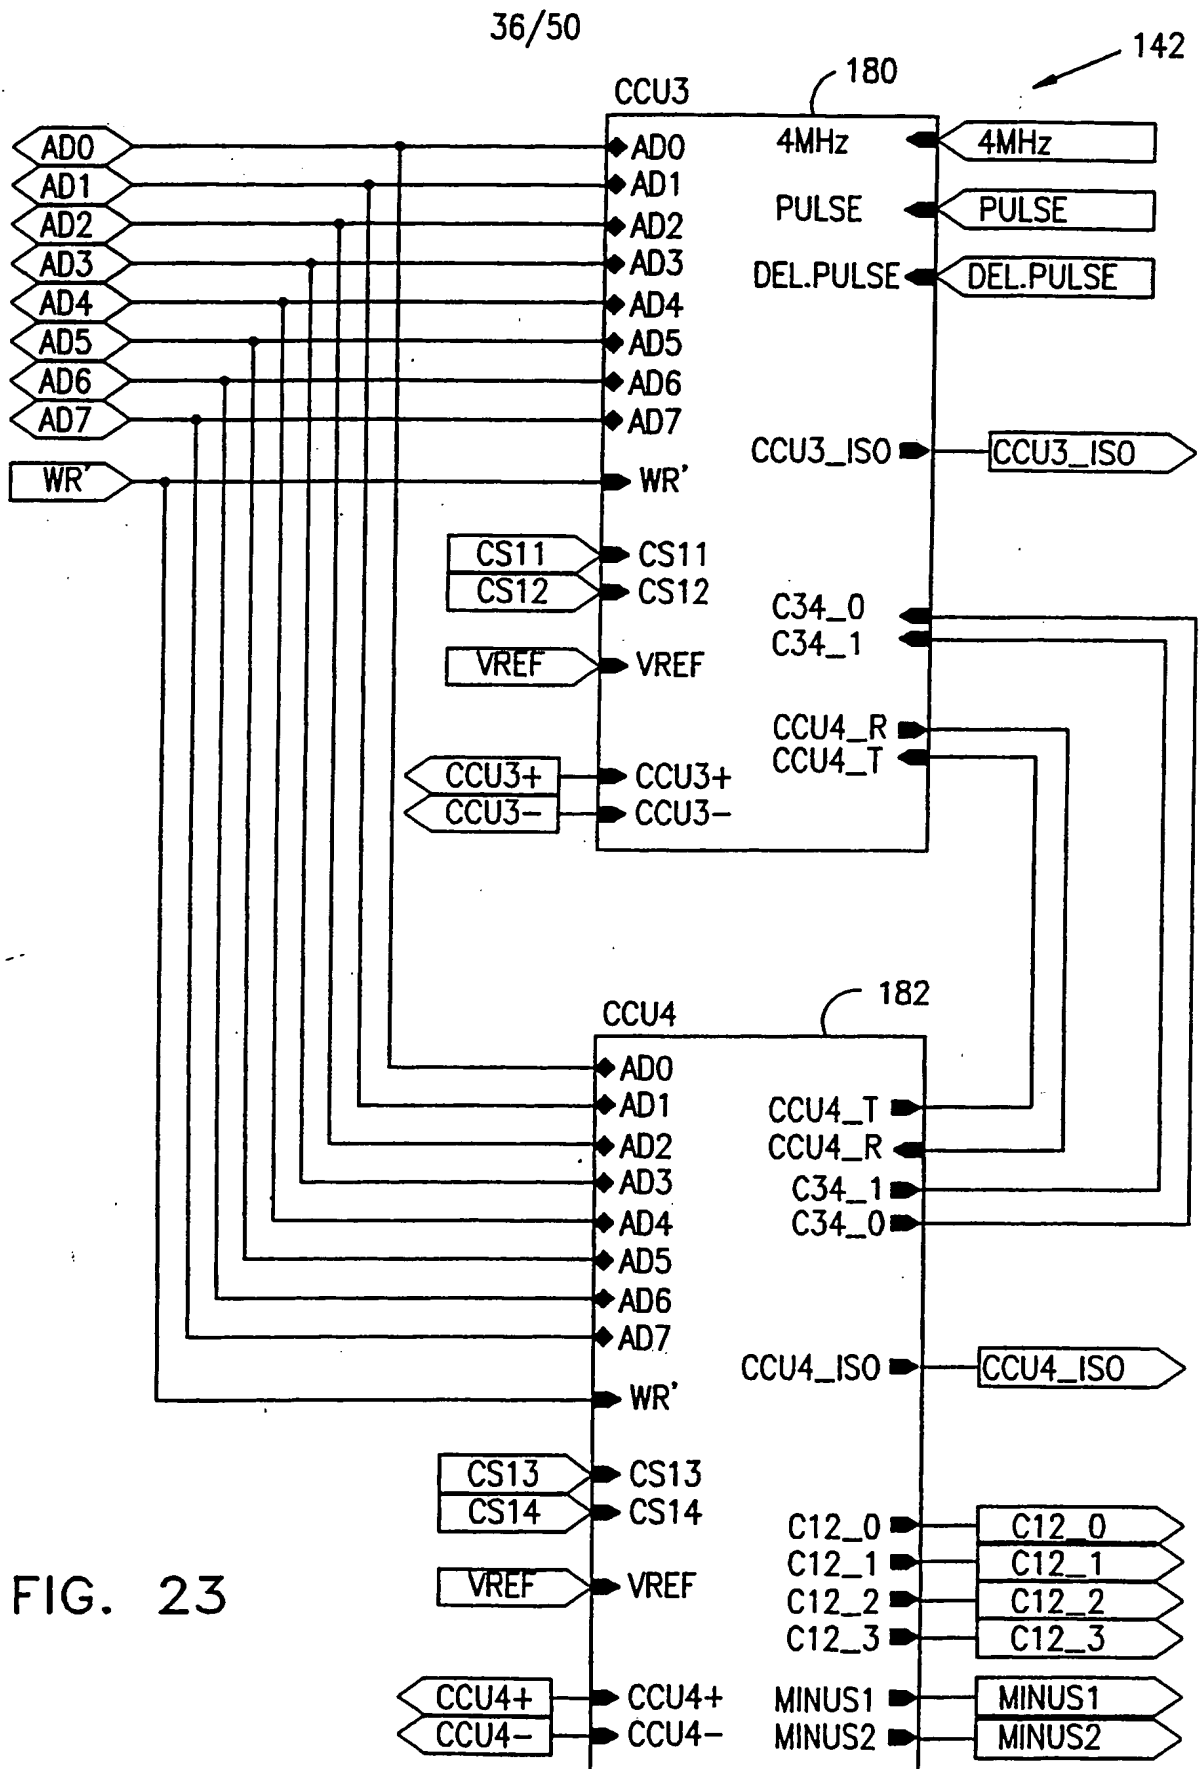 36/50
142
CCU3
180
AD0 AD0 4MHz 4MHz
AD1 AD1
AD2 AD2 PULSE PULSE
AD3 AD3 DEL.PULSE DEL.PULSE
AD4 AD4
AD5 AD5
AD6 AD6
AD7 AD7
CCU3_ISO CCU3_ISO
WR' WR'
CS11 CS11
CS12 CS12 C34_0
C34_1
VREF VREF
CCU4_R
CCU4_T
CCU3+ CCU3+
CCU3- CCU3-
CCU4
182
AD0
AD1 CCU4_T
AD2 CCU4_R
AD3 C34_1
AD4 C34_0
AD5
AD6
AD7
CCU4_ISO CCU4_ISO
WR'
CS13 CS13
CS14 CS14 C12_0 C12_0
C12_1 C12_1
VREF VREF C12_2 C12_2
C12_3 C12_3
FIG. 23
CCU4+ CCU4+ MINUS1 MINUS1
CCU4- CCU4- MINUS2 MINUS2